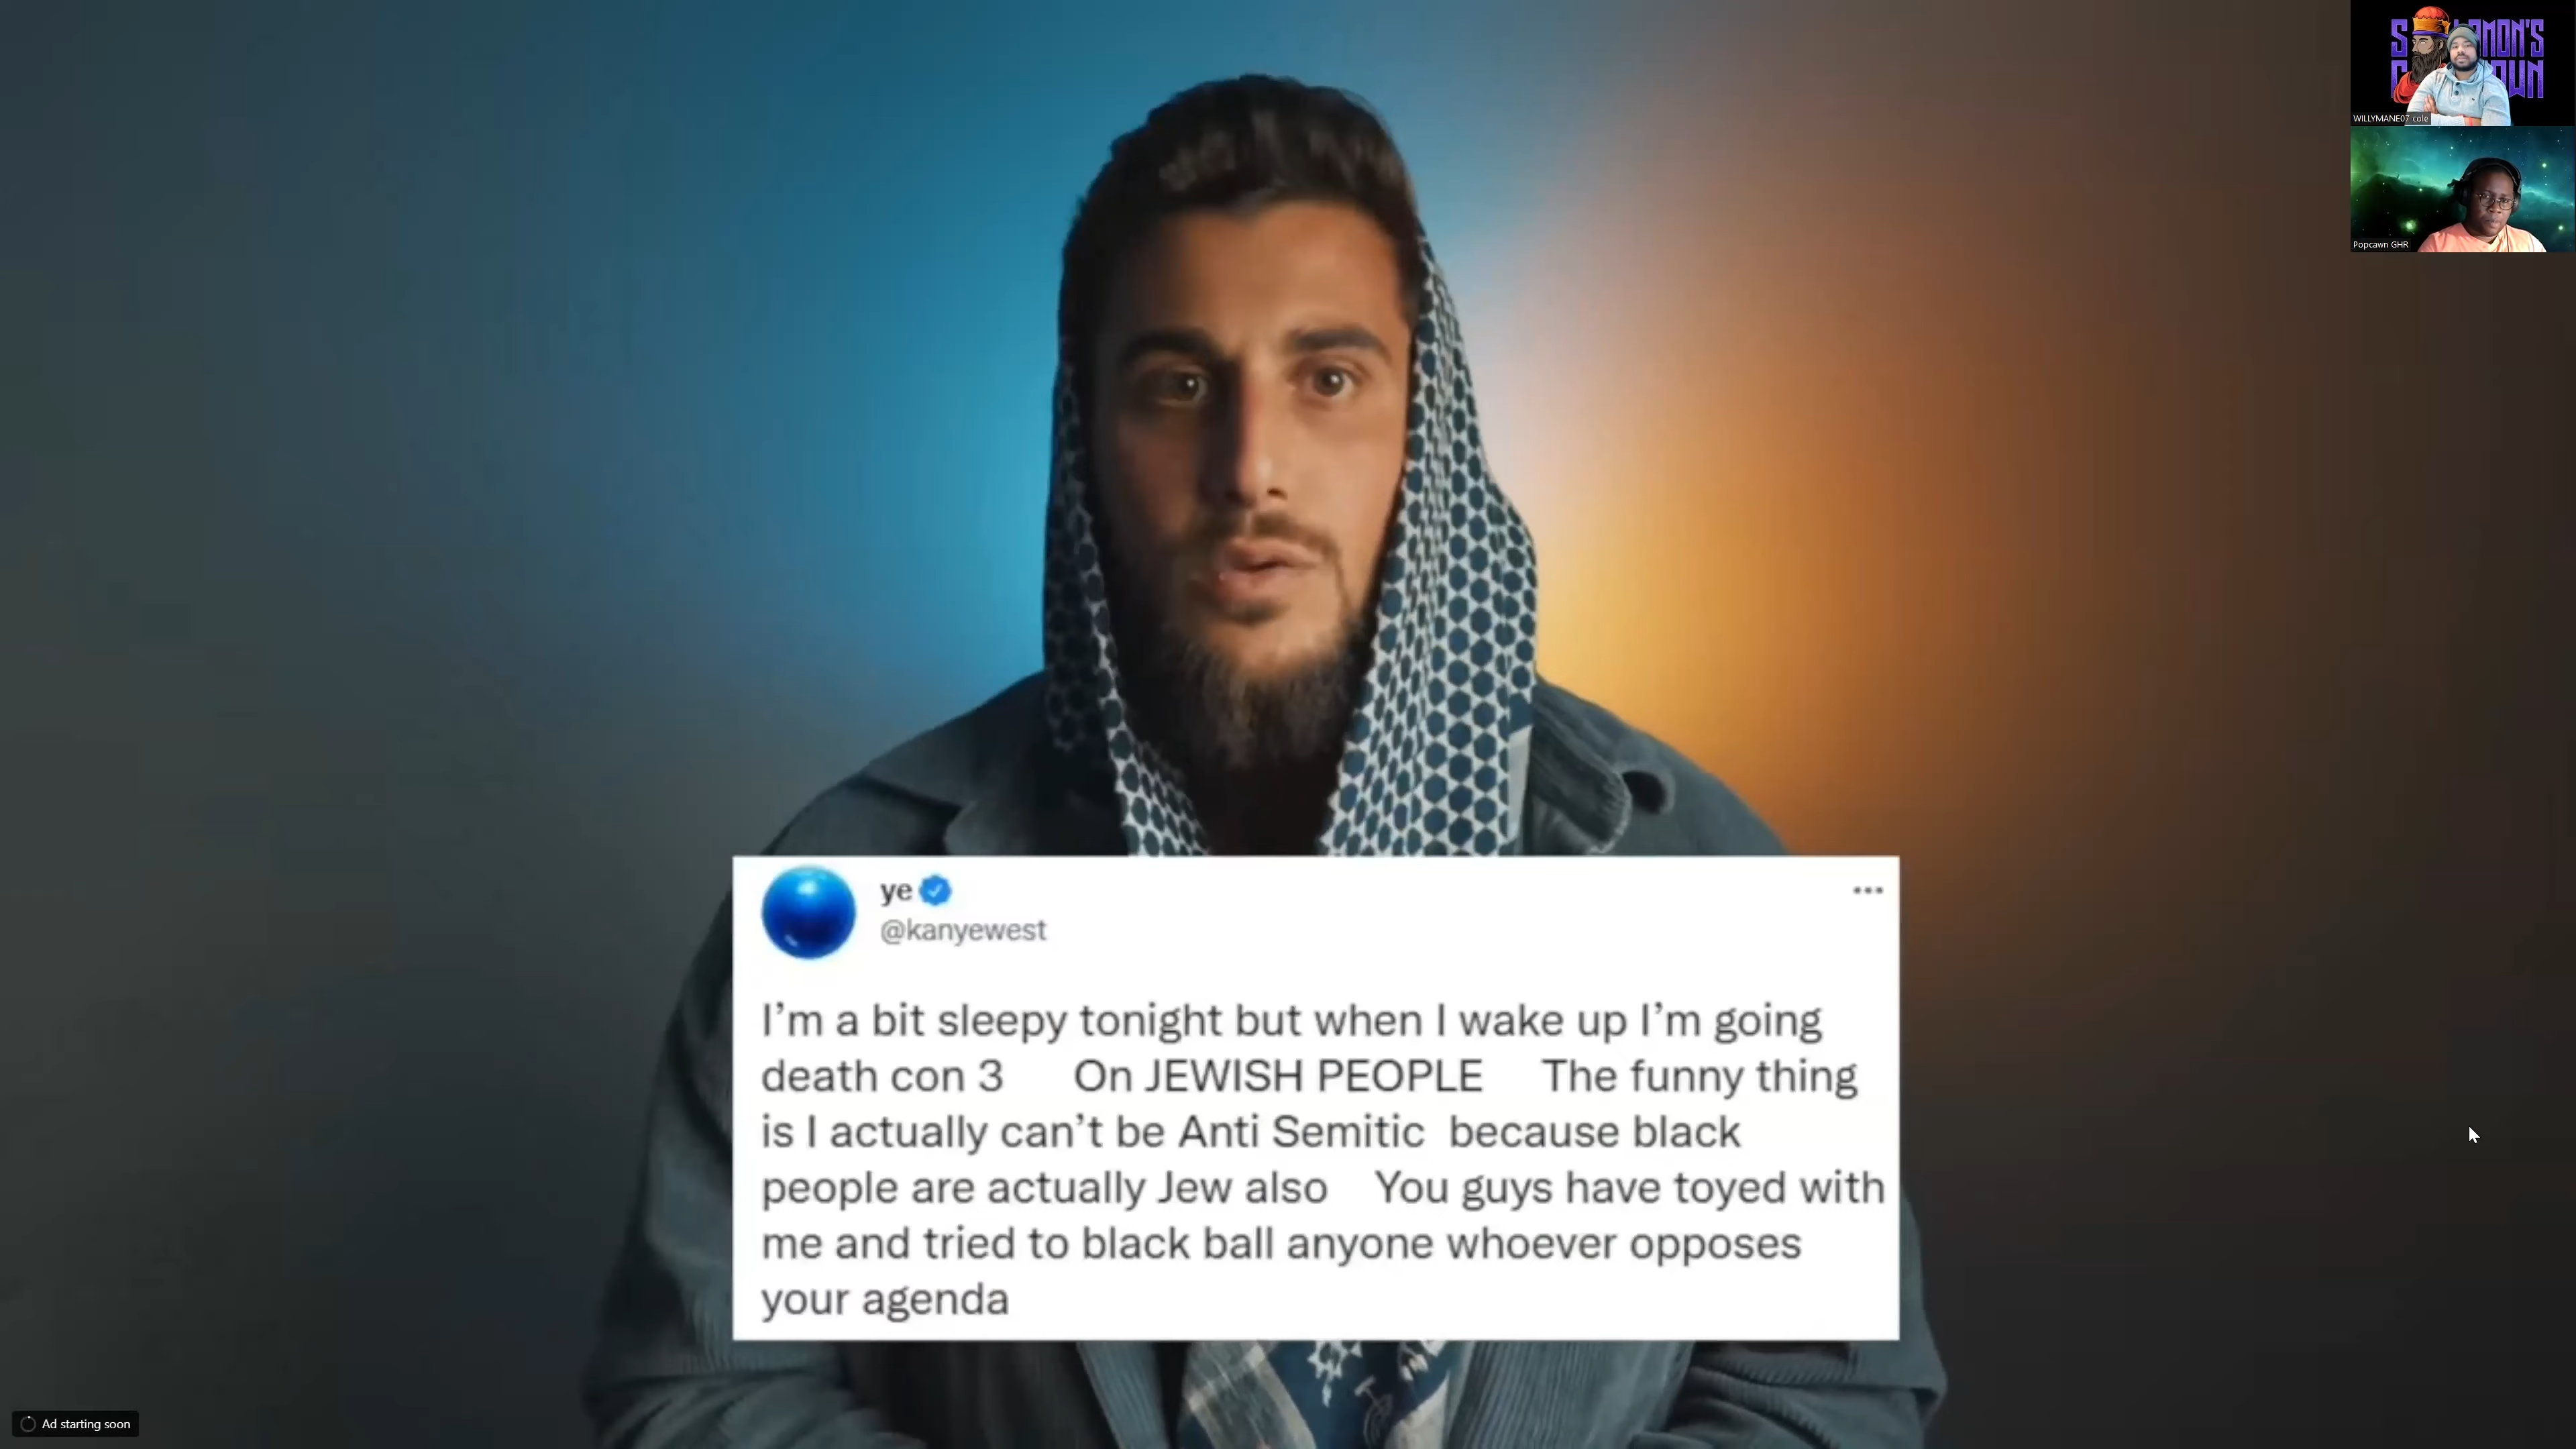 WILLYMANE07 cole
Popcawn GHR
ye
@kanyewest
I’m a bit sleepy tonight but when I wake up I’m going
death con 3 On JEWISH PEOPLE The funny thing
is I actually can’t be Anti Semitic because black
people are actually Jew also You guys have toyed with
me and tried to black ball anyone whoever opposes
your agenda
Ad starting soon